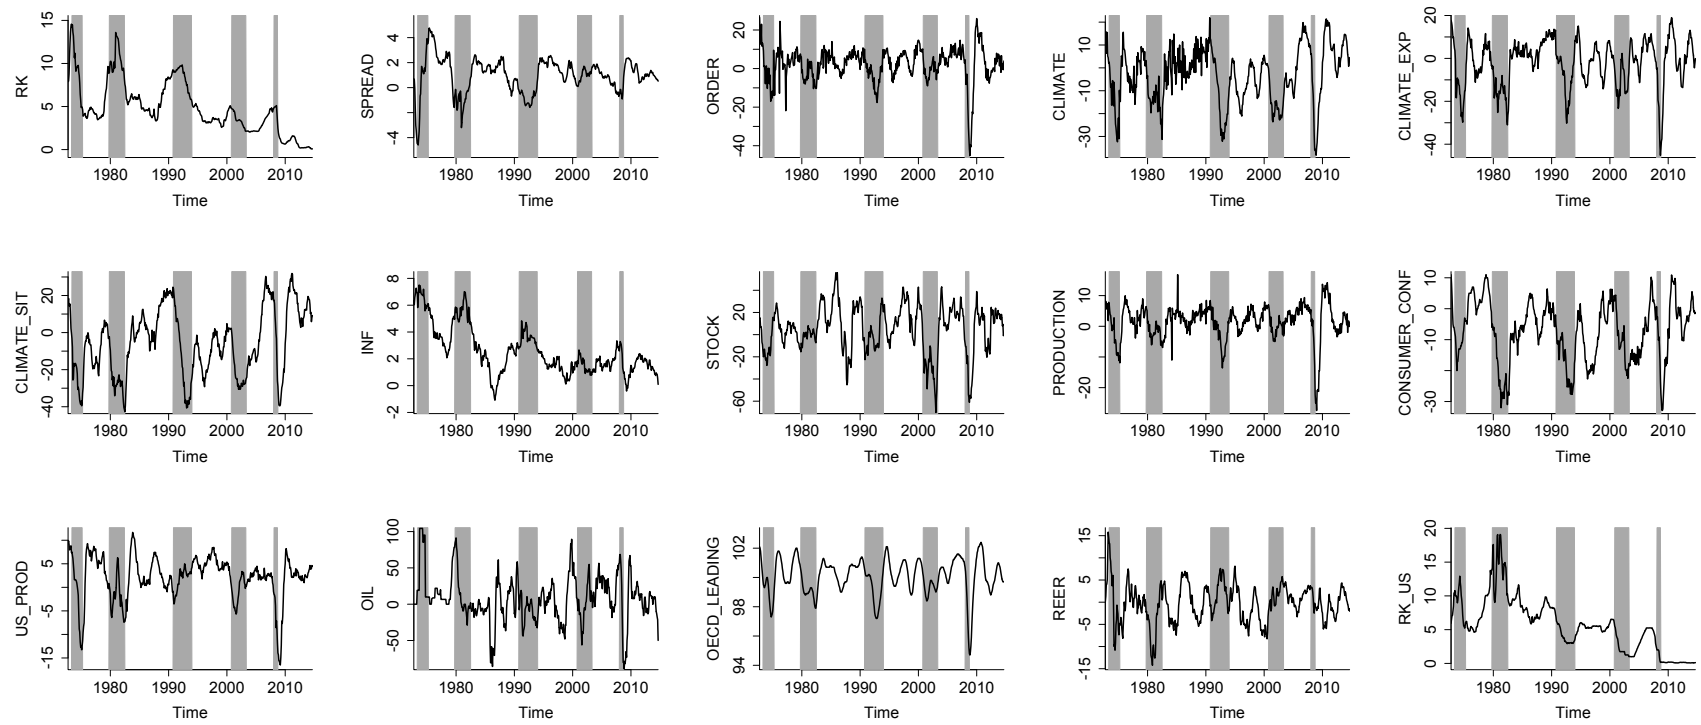 RK
0 5 10 15
1980 1990 2000 2010
Time
SPREAD
-4 0 2 4
1980 1990 2000 2010
Time
ORDER
-40 -20 0 20
1980 1990 2000 2010
Time
CLIMATE
-30 -10 10
1980 1990 2000 2010
Time
CLIMATE_EXP
-40 -20 0 20
1980 1990 2000 2010
Time
CLIMATE_SIT
-40 -20 0 20
1980 1990 2000 2010
Time
INF
-2 0 2 4 6 8
1980 1990 2000 2010
Time
STOCK
-60 -20 20
1980 1990 2000 2010
Time
PRODUCTION
-20 0 10
1980 1990 2000 2010
Time
CONSUMER_CONF
-30 -10 0 10
1980 1990 2000 2010
Time
US_PROD
-15 -5 5
1980 1990 2000 2010
Time
OIL
-50 0 50 100
1980 1990 2000 2010
Time
OECD_LEADING
94 98 102
1980 1990 2000 2010
Time
REER
-15 -5 5 15
1980 1990 2000 2010
Time
RK_US
0 5 10 15 20
1980 1990 2000 2010
Time